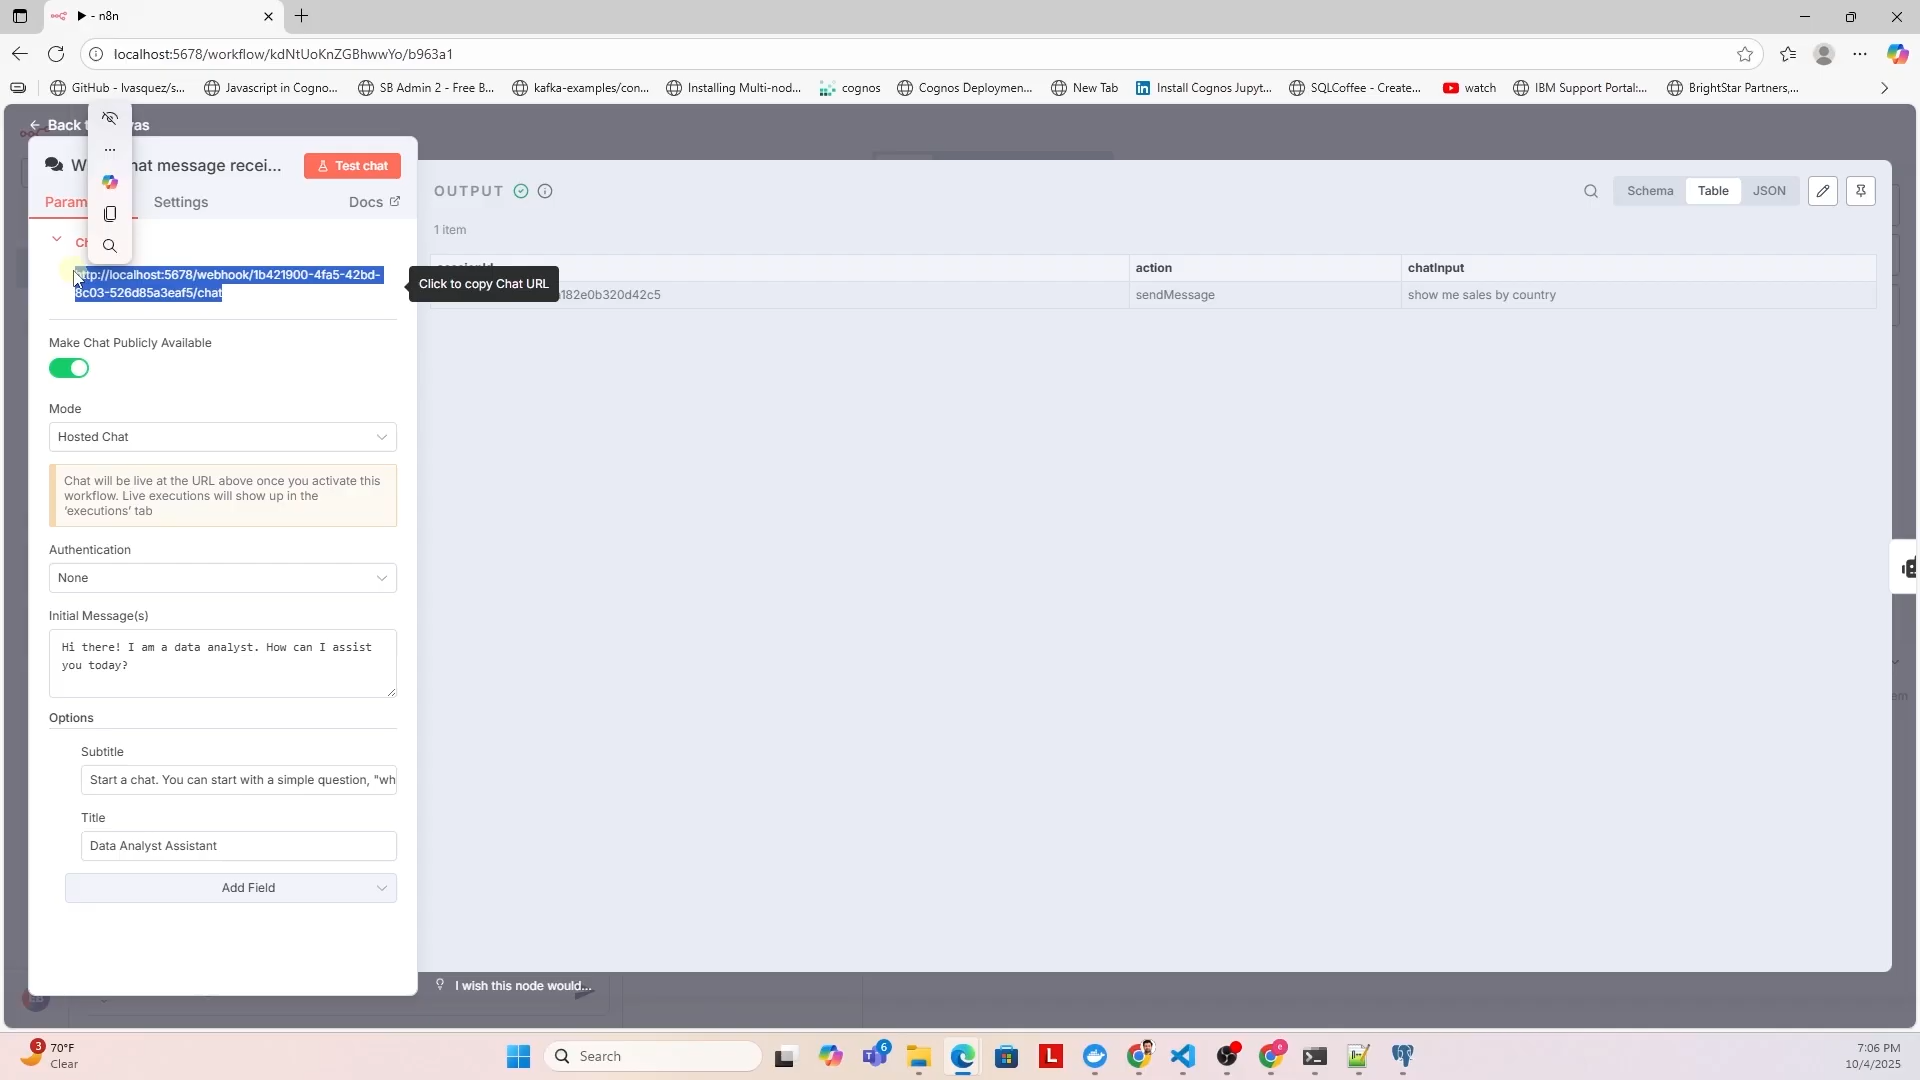 ▶ - n8n
localhost:5678/workflow/kdNtUoKnZGBhwwYo/b963a1
GitHub - lvasquez/s...
Javascript in Cogno...
SB Admin 2 - Free B...
kafka-examples/con...
Installing Multi-nod...
cognos
Cognos Deploymen...
New Tab
Install Cognos Jupyt...
SQLCoffee - Create...
watch
IBM Support Portal:...
BrightStar Partners,...
Back
hat message recei...
Test chat
Settings
Docs
http://localhost:5678/webhook/1b421900-4fa5-42bd-
8c03-526d85a3eaf5/chat
Click to copy Chat URL
Make Chat Publicly Available
Mode
Hosted Chat
Chat will be live at the URL above once you activate this
workflow. Live executions will show up in the
‘executions’ tab
Authentication
None
Initial Message(s)
Hi there! I am a data analyst. How can I assist
you today?
Options
Subtitle
Start a chat. You can start with a simple question, "wh
Title
Data Analyst Assistant
Add Field
OUTPUT
Schema
Table
JSON
1 item
action
chatInput
182e0b320d42c5
sendMessage
show me sales by country
I wish this node would...
3
70°F
Clear
Search
6
7:06 PM
10/4/2025